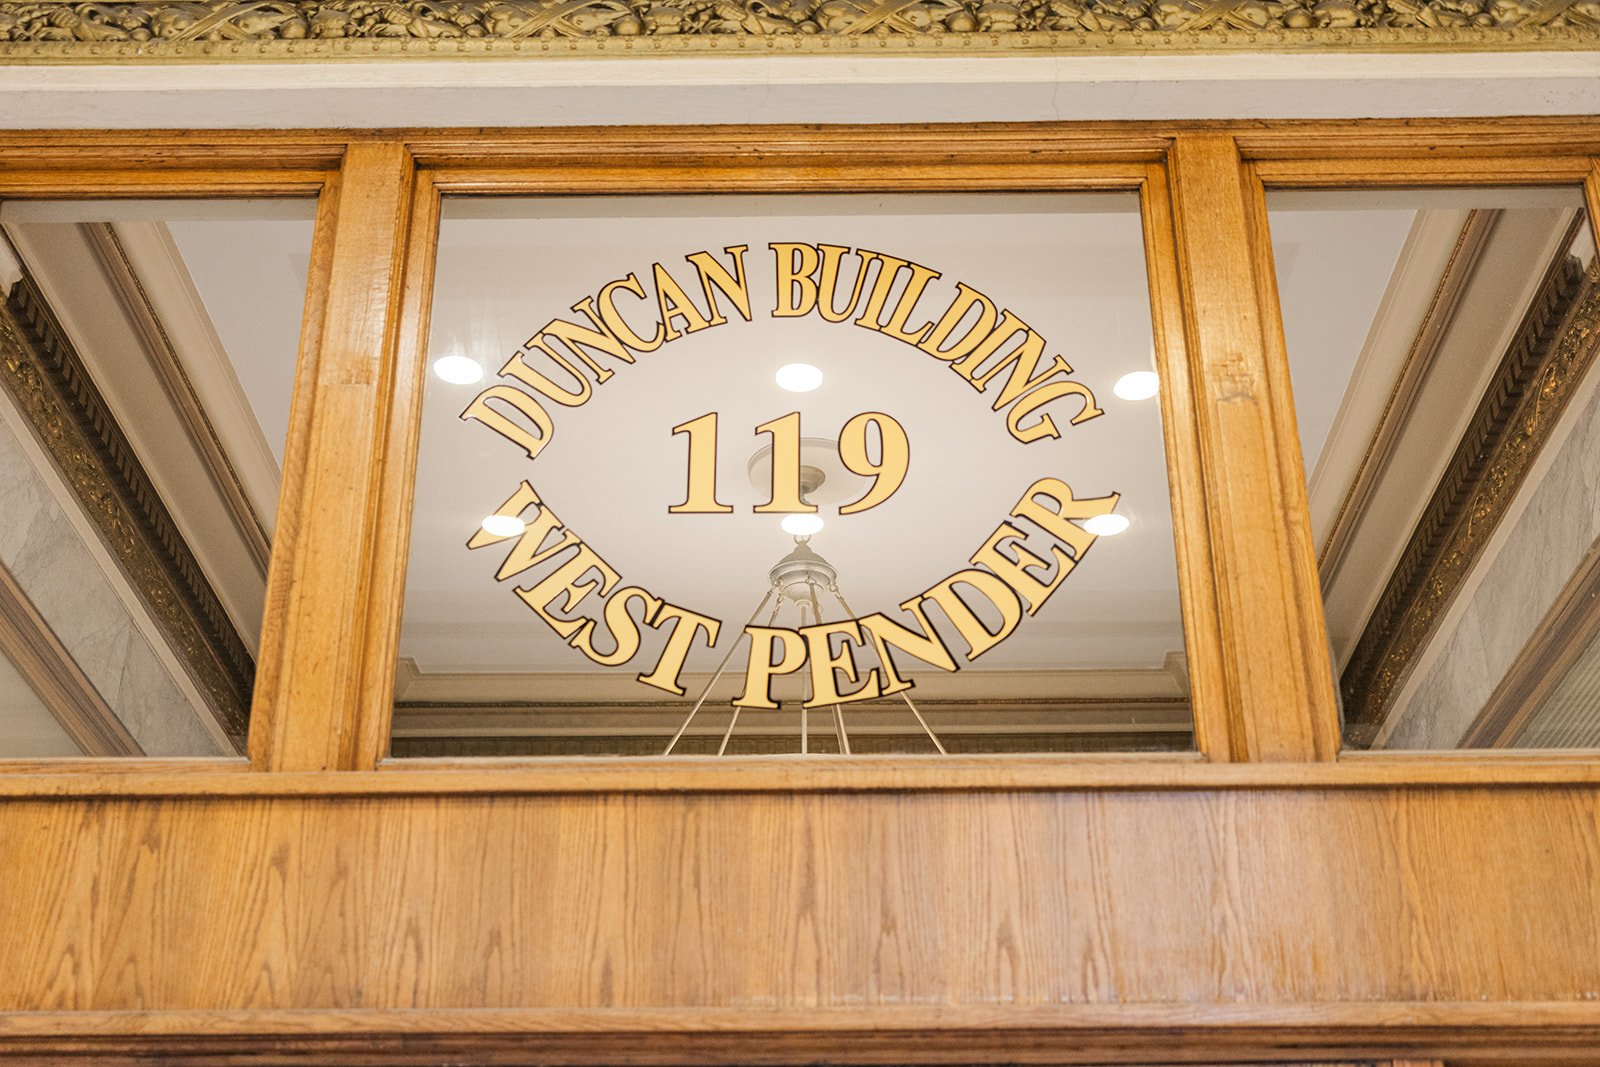 DUNCAN BUILDING
119
WEST PENDER